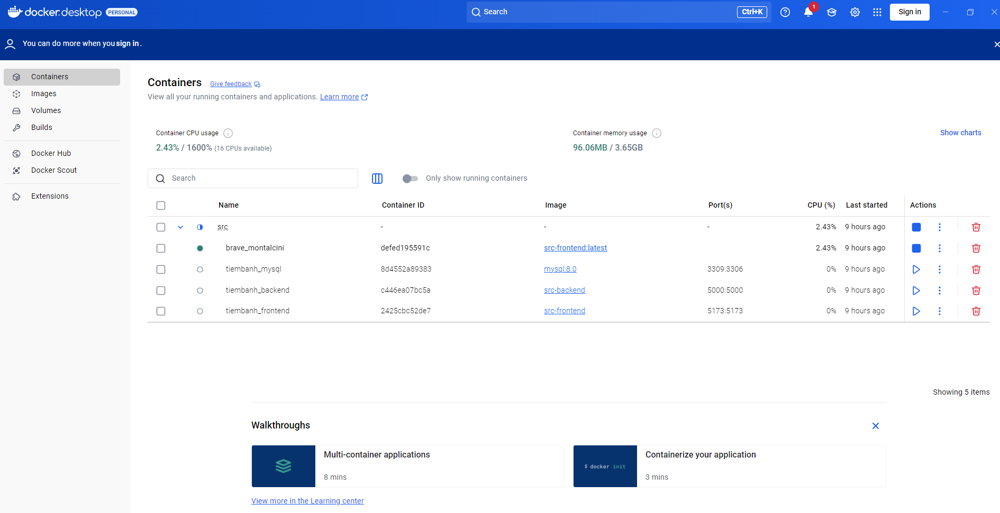 docker.desktop PERSONAL
Search
Ctrl+K
1
Sign in
You can do more when you sign in.
Containers
Images
Volumes
Builds
Docker Hub
Docker Scout
Extensions
Containers Give feedback
View all your running containers and applications. Learn more
Container CPU usage
2.43% / 1600% (16 CPUs available)
Container memory usage
96.06MB / 3.65GB
Show charts
Search
Only show running containers
Name Container ID Image Port(s) CPU (%) Last started Actions
src - - - 2.43% 9 hours ago
brave_montalcini defed195591c src-frontend:latest 2.43% 9 hours ago
tiembanh_mysql 8d4552a89383 mysql:8.0 3309:3306 0% 9 hours ago
tiembanh_backend c446ea07bc5a src-backend 5000:5000 0% 9 hours ago
tiembanh_frontend 2425cbc52de7 src-frontend 5173:5173 0% 9 hours ago
Showing 5 items
Walkthroughs
Multi-container applications
8 mins
$ docker init
Containerize your application
3 mins
View more in the Learning center